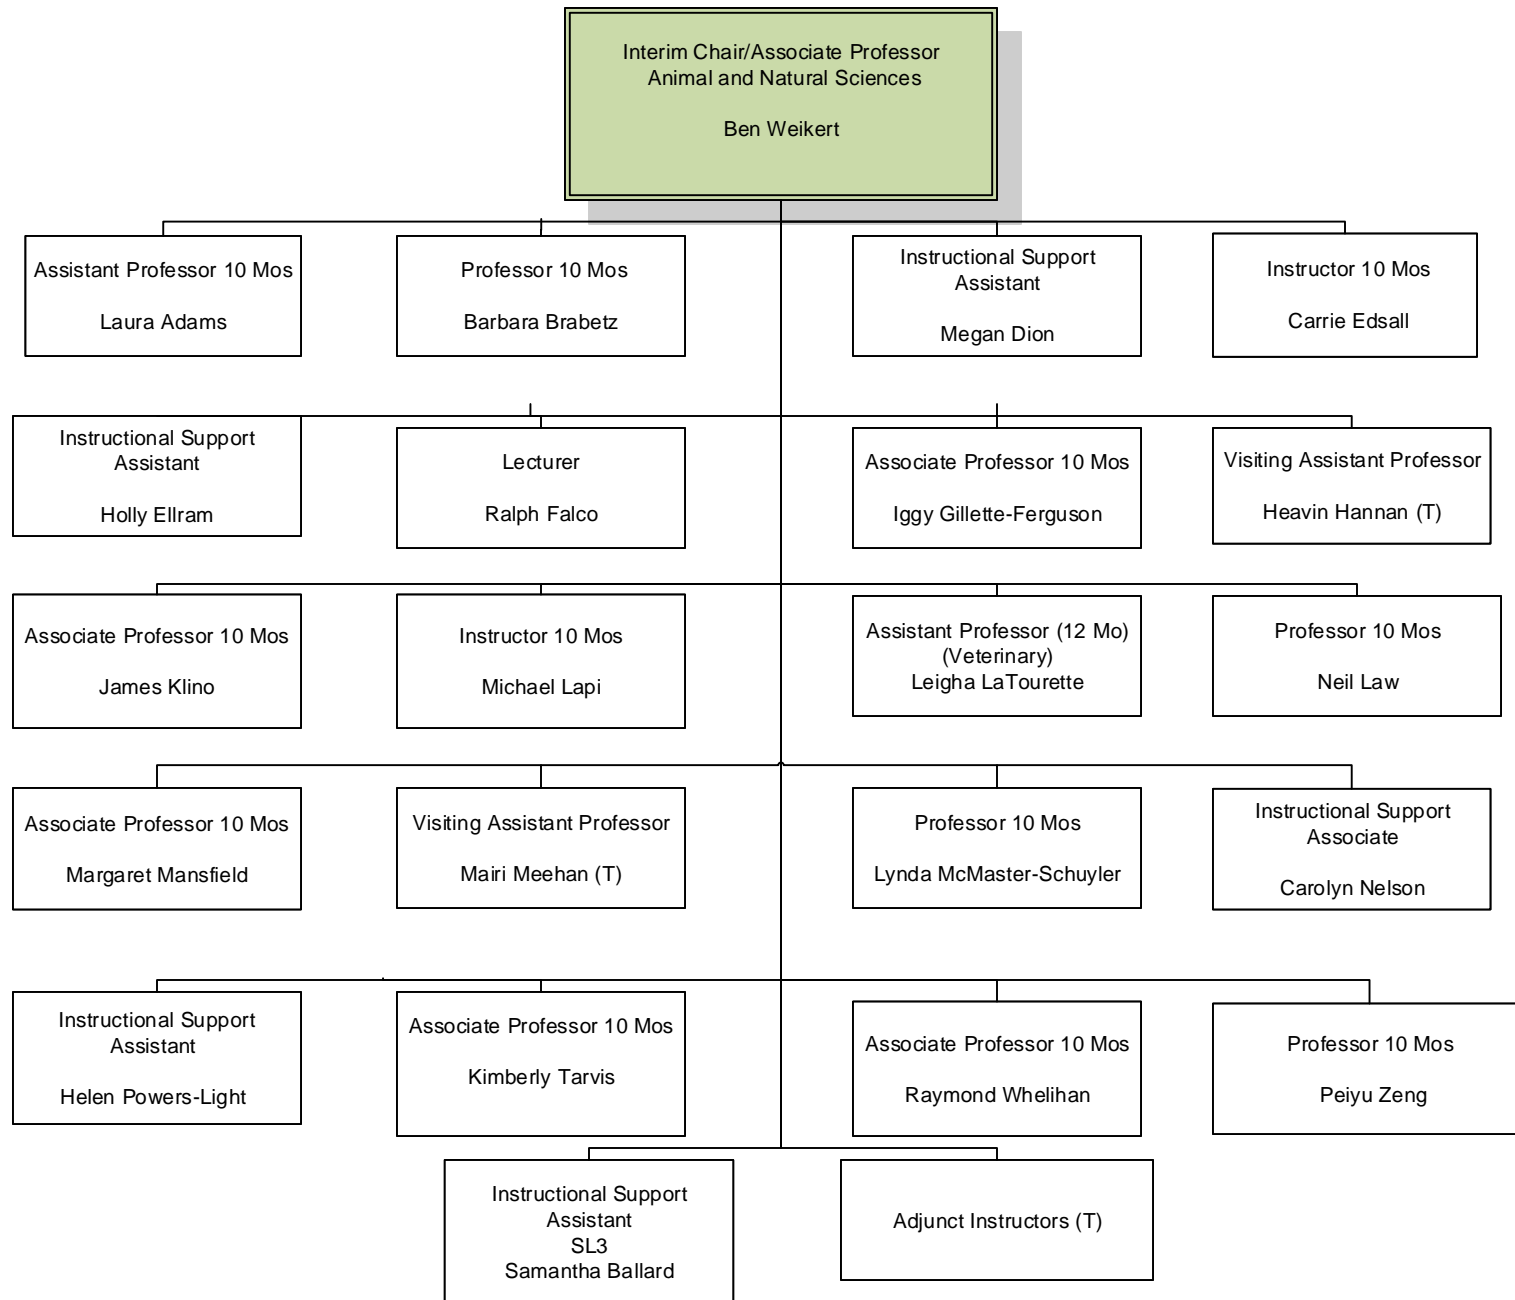 Interim Chair/Associate Professor
Animal and Natural Sciences
Ben Weikert
Assistant Professor 10 Mos
Laura Adams
Professor 10 Mos
Barbara Brabetz
Instructional Support
Assistant
Megan Dion
Instructor 10 Mos
Carrie Edsall
Instructional Support
Assistant
Holly Ellram
Lecturer
Ralph Falco
Associate Professor 10 Mos
Iggy Gillette-Ferguson
Visiting Assistant Professor
Heavin Hannan (T)
Associate Professor 10 Mos
James Klino
Instructor 10 Mos
Michael Lapi
Assistant Professor (12 Mo)
(Veterinary)
Leigha LaTourette
Professor 10 Mos
Neil Law
Associate Professor 10 Mos
Margaret Mansfield
Visiting Assistant Professor
Mairi Meehan (T)
Professor 10 Mos
Lynda McMaster-Schuyler
Instructional Support
Associate
Carolyn Nelson
Instructional Support
Assistant
Helen Powers-Light
Associate Professor 10 Mos
Kimberly Tarvis
Associate Professor 10 Mos
Raymond Whelihan
Professor 10 Mos
Peiyu Zeng
Instructional Support
Assistant
SL3
Samantha Ballard
Adjunct Instructors (T)